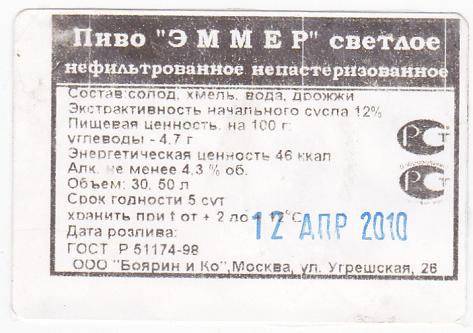 Пиво "ЭММЕР" светлое
нефильтрованное непастеризованное
Состав солод, хмель, вода, дрожжи
Экстрактивность начального сусла 12%
Пищевая ценность, на 100 г:
углеводы - 4,7 г
Энергетическая ценность 46 ккал
Алк. не менее 4,3 % об.
Объем: 30, 50 л
Срок годности 5 сут
хранить при t от + 2 до + 12°С
Дата розлива: 12 АПР 2010
ГОСТ Р 51174-98
ООО "Боярин и Ко", Москва, ул. Угрешская, 26